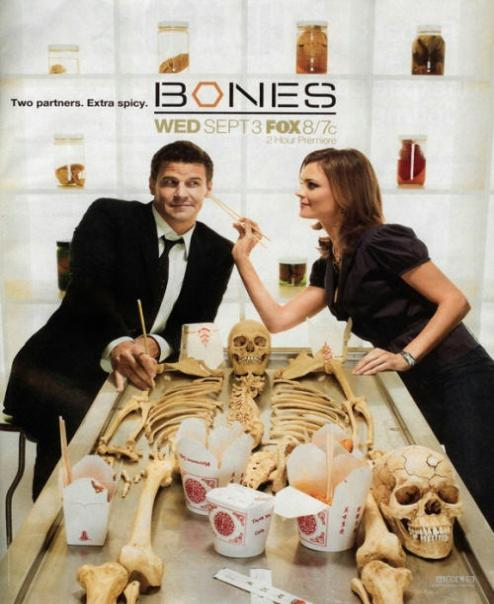 Two partners. Extra spicy.
BONES
WED SEPT 3 FOX 8/7c
2 Hour Premiere